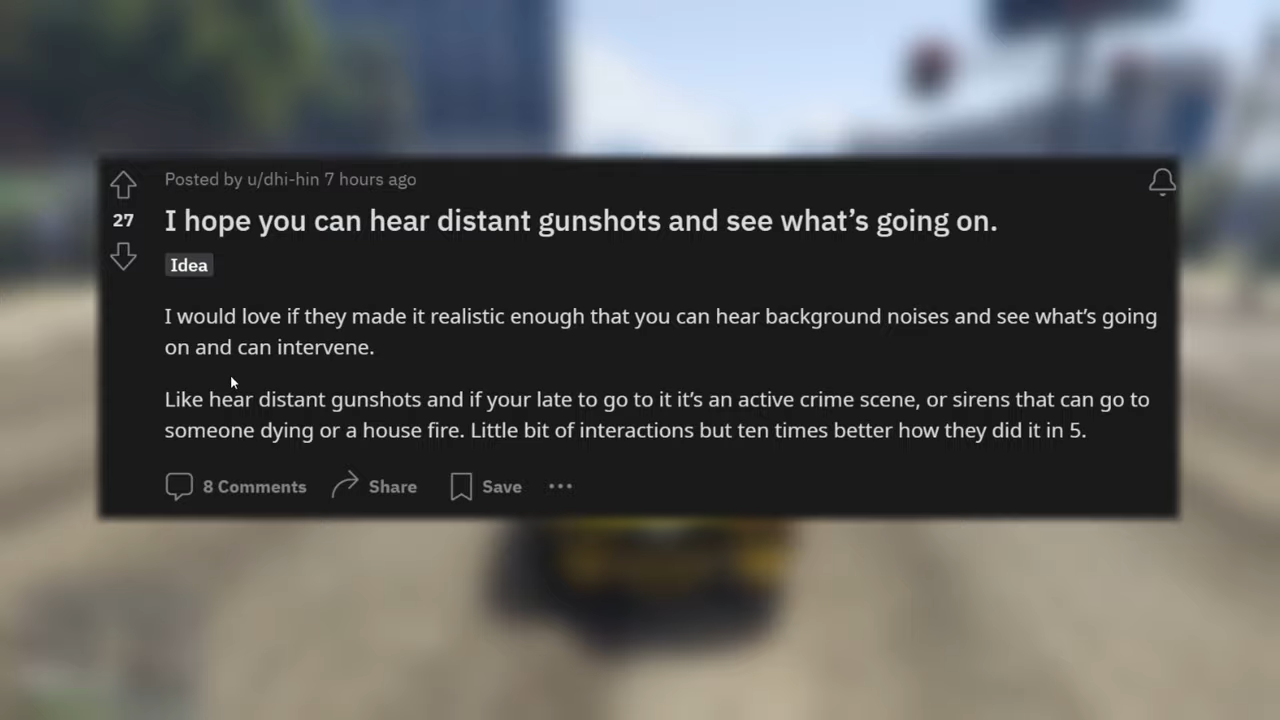 Posted by u/dhi-hin 7 hours ago
27
I hope you can hear distant gunshots and see what’s going on.
Idea
I would love if they made it realistic enough that you can hear background noises and see what’s going
on and can intervene.
Like hear distant gunshots and if your late to go to it it’s an active crime scene, or sirens that can go to
someone dying or a house fire. Little bit of interactions but ten times better how they did it in 5.
8 Comments Share Save